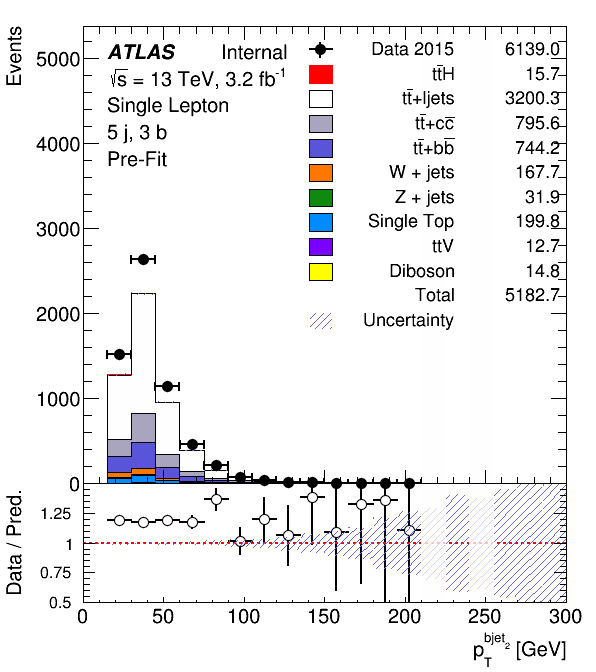 Events
5000
4000
3000
2000
1000
0
ATLAS Internal
√s = 13 TeV, 3.2 fb⁻¹
Single Lepton
5 j, 3 b
Pre-Fit
Data 2015 6139.0
tt̄H 15.7
tt̄+ljets 3200.3
tt̄+cc̄ 795.6
tt̄+bb̄ 744.2
W + jets 167.7
Z + jets 31.9
Single Top 199.8
ttV 12.7
Diboson 14.8
Total 5182.7
Uncertainty
Data / Pred.
1.25
1
0.75
0.5
0 50 100 150 200 250 300
p_T^bjet₂ [GeV]